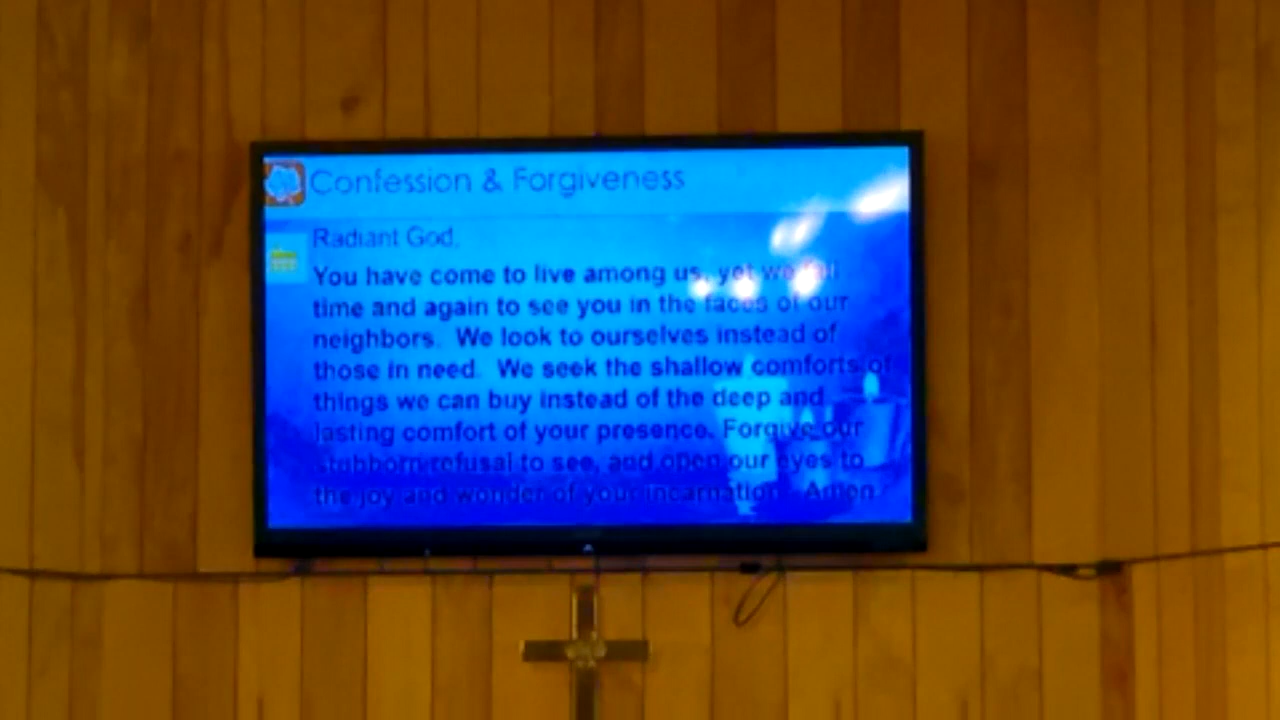 Confession & Forgiveness
Radiant God,
You have come to live among us, yet we fail
time and again to see you in the faces of our
neighbors. We look to ourselves instead of
those in need. We seek the shallow comforts of
things we can buy instead of the deep and
lasting comfort of your presence. Forgive our
stubborn refusal to see, and open our eyes to
the joy and wonder of your incarnation. Amen.